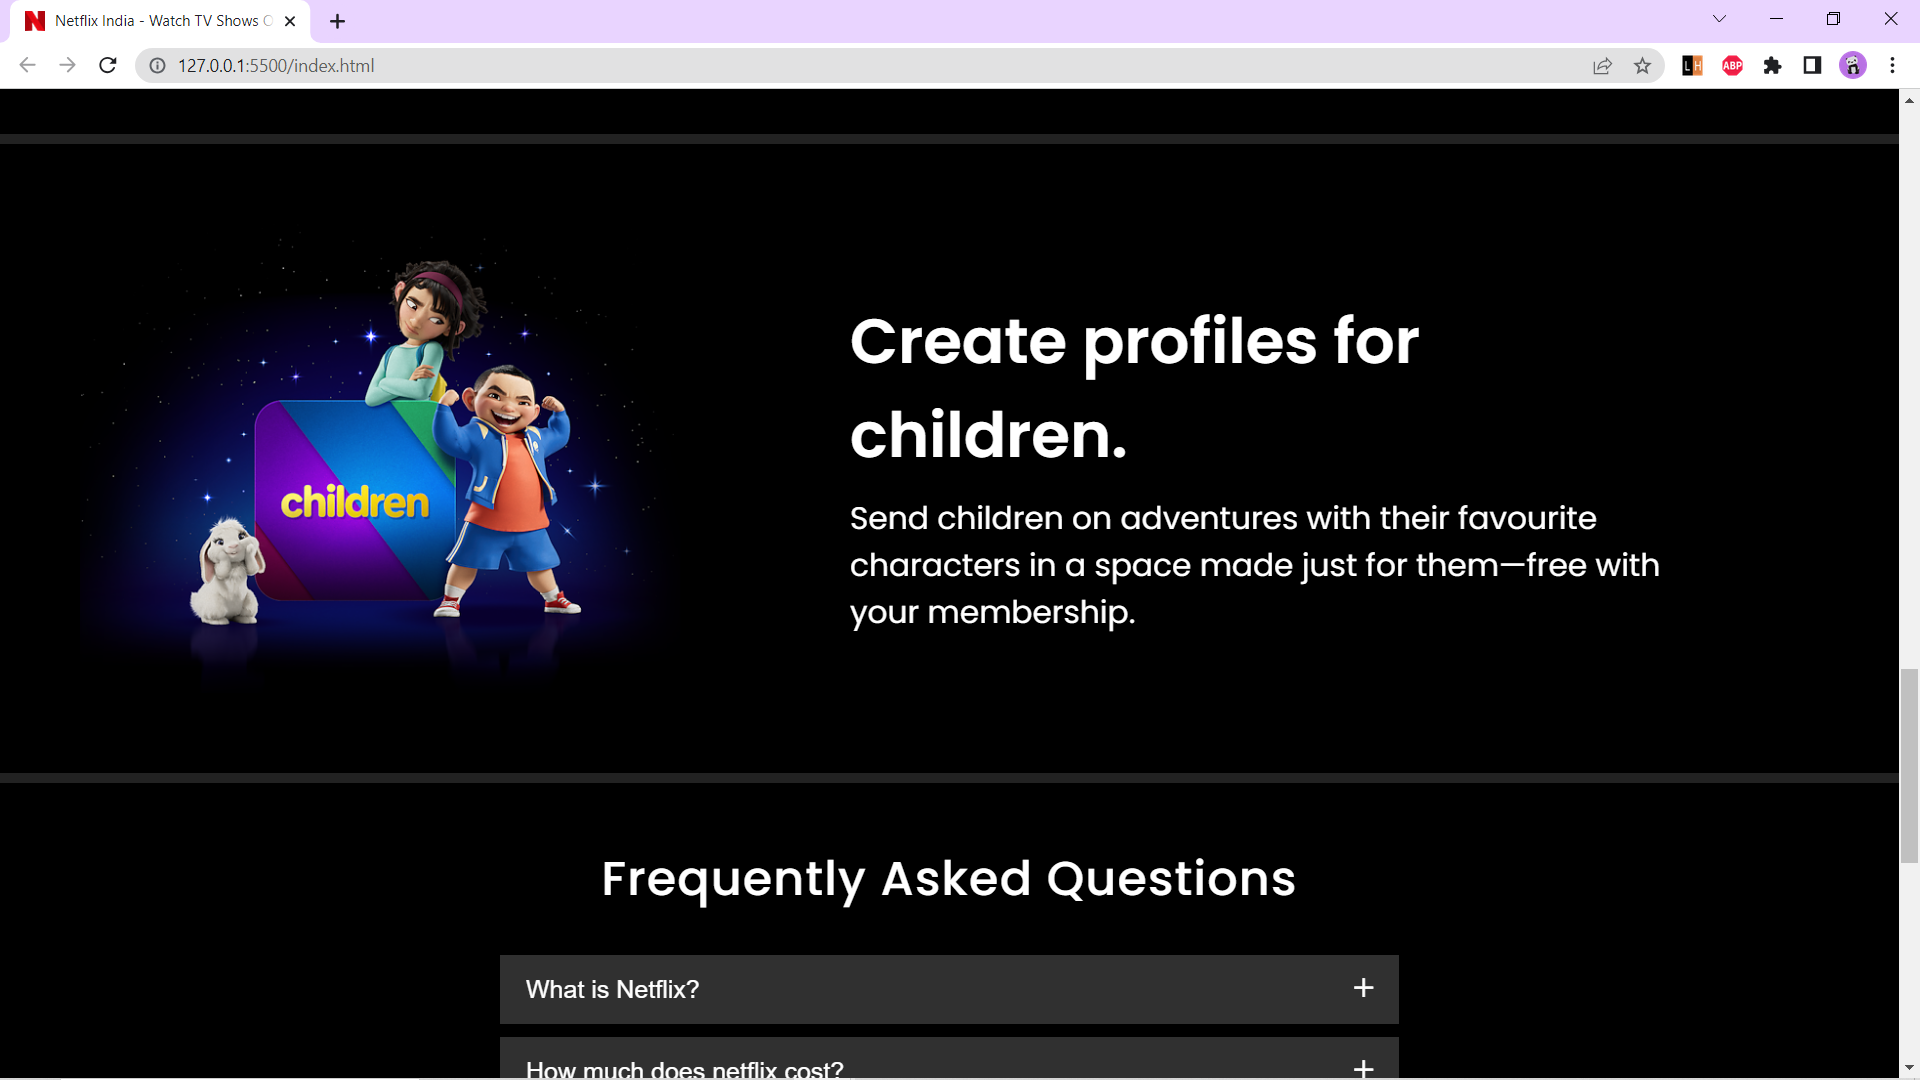 Netflix India - Watch TV Shows O
127.0.0.1:5500/index.html
LH
ABP
children
Create profiles for
children.
Send children on adventures with their favourite
characters in a space made just for them—free with
your membership.
Frequently Asked Questions
What is Netflix?
How much does netflix cost?